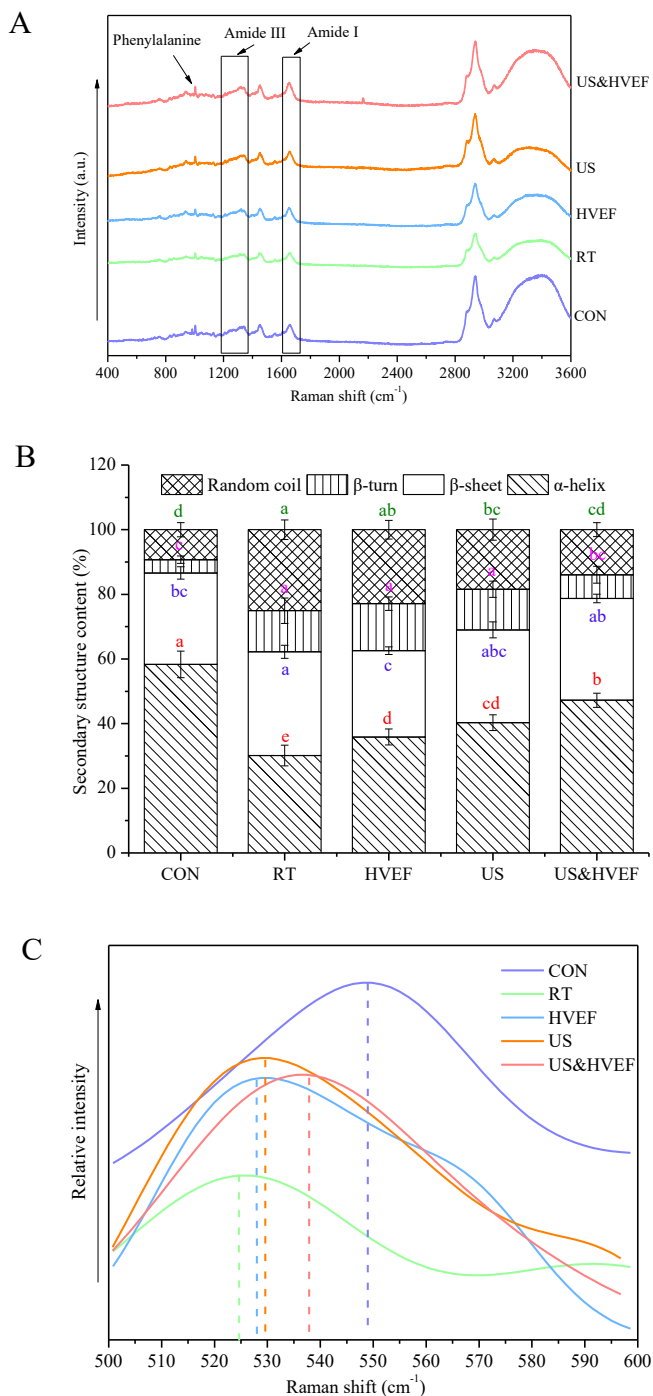 A
Phenylalanine
Amide III
Amide I
US&HVEF
US
HVEF
RT
CON
Intensity (a.u.)
400 800 1200 1600 2000 2400 2800 3200 3600
Raman shift (cm-1)
B
120
100
80
60
40
20
0
Secondary structure content (%)
Random coil β-turn β-sheet α-helix
d a ab bc cd
c a a a bc
bc a c abc ab
a e d cd b
CON RT HVEF US US&HVEF
C
CON
RT
HVEF
US
US&HVEF
Relative intensity
500 510 520 530 540 550 560 570 580 590 600
Raman shift (cm-1)